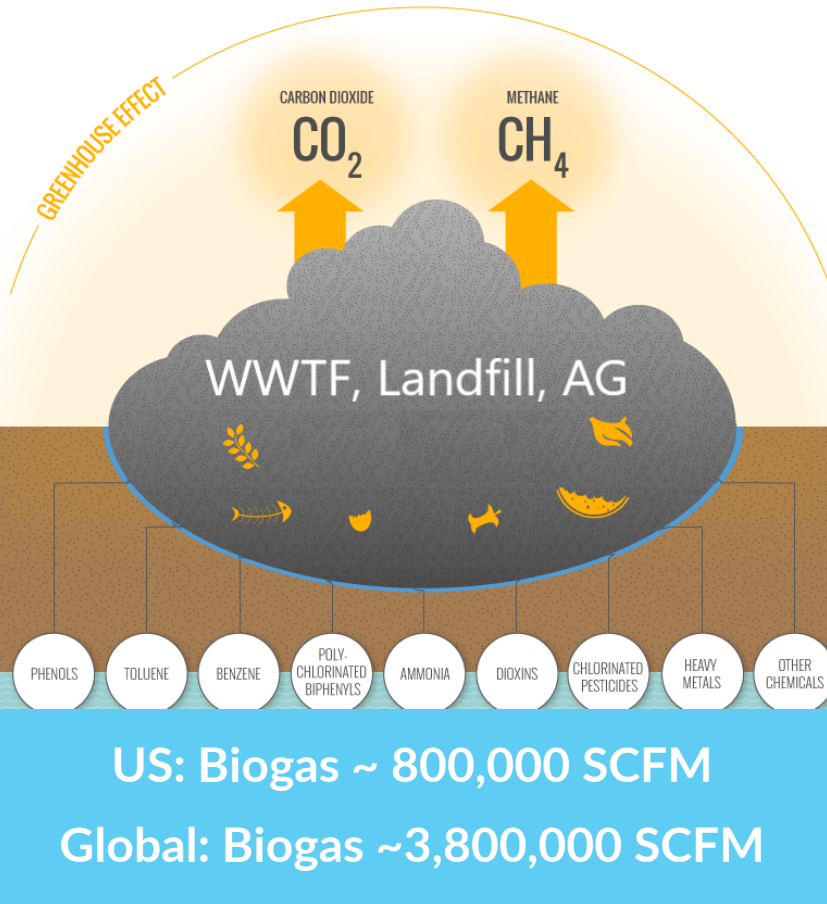 GREENHOUSE EFFECT
CARBON DIOXIDE
CO₂
METHANE
CH₄
WWTF, Landfill, AG
PHENOLS
TOLUENE
BENZENE
POLY-
CHLORINATED
BIPHENYLS
AMMONIA
DIOXINS
CHLORINATED
PESTICIDES
HEAVY
METALS
OTHER
CHEMICALS
US: Biogas ~ 800,000 SCFM
Global: Biogas ~3,800,000 SCFM